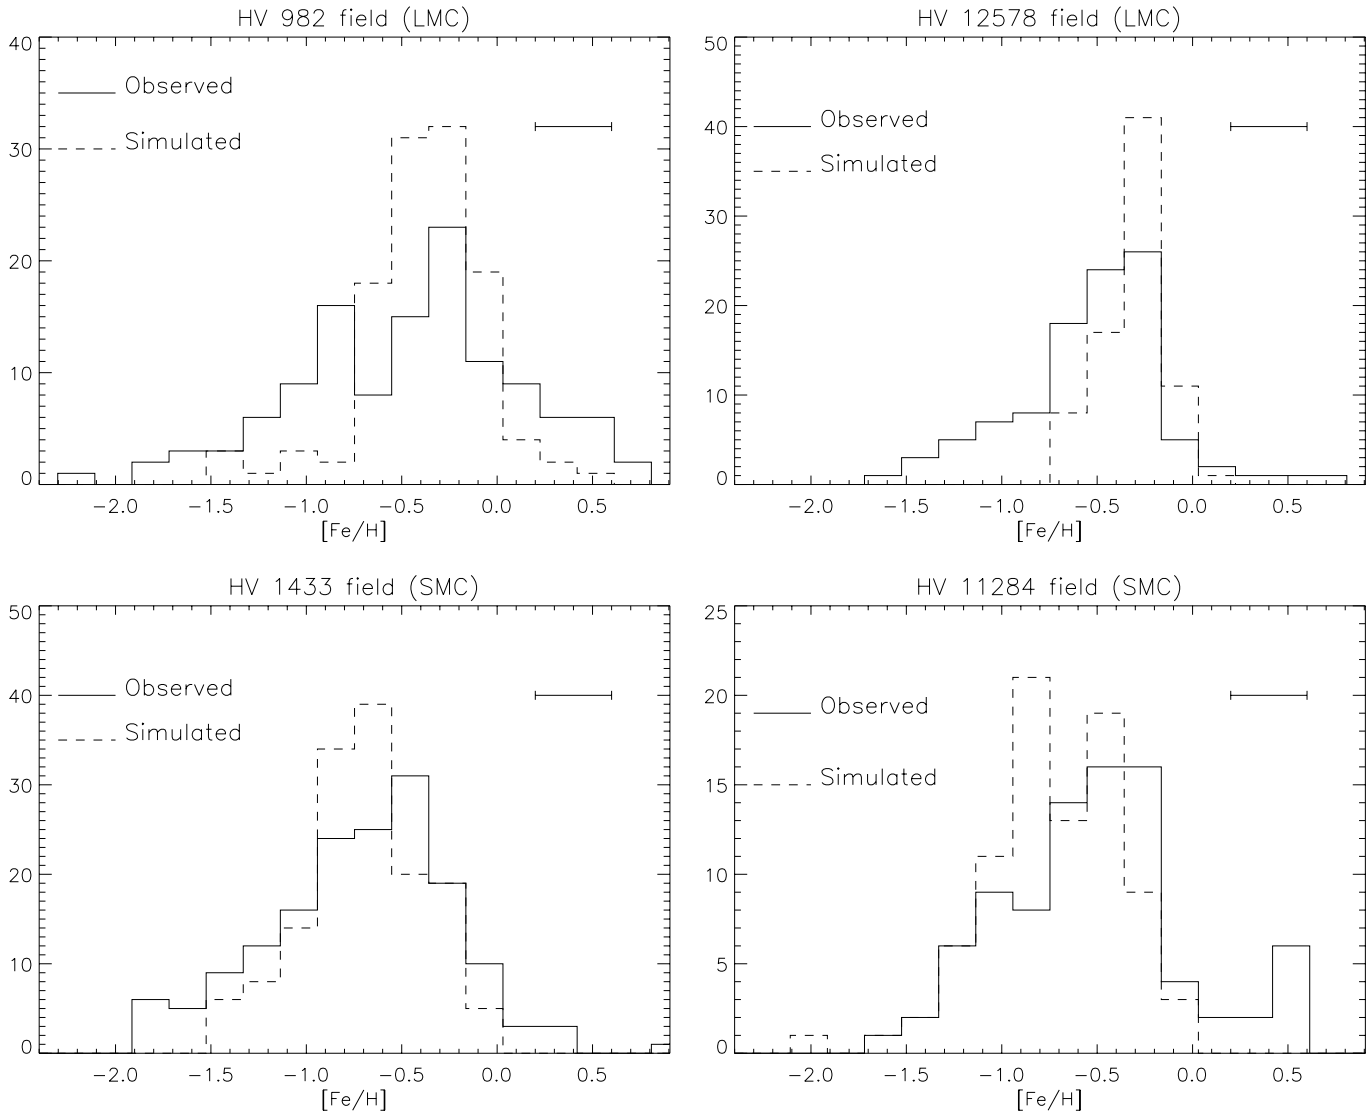 HV 982 field (LMC)
40
30
20
10
0
Observed
Simulated
−2.0 −1.5 −1.0 −0.5 0.0 0.5
[Fe/H]
HV 12578 field (LMC)
50
40
30
20
10
0
Observed
Simulated
−2.0 −1.5 −1.0 −0.5 0.0 0.5
[Fe/H]
HV 1433 field (SMC)
50
40
30
20
10
0
Observed
Simulated
−2.0 −1.5 −1.0 −0.5 0.0 0.5
[Fe/H]
HV 11284 field (SMC)
25
20
15
10
5
0
Observed
Simulated
−2.0 −1.5 −1.0 −0.5 0.0 0.5
[Fe/H]